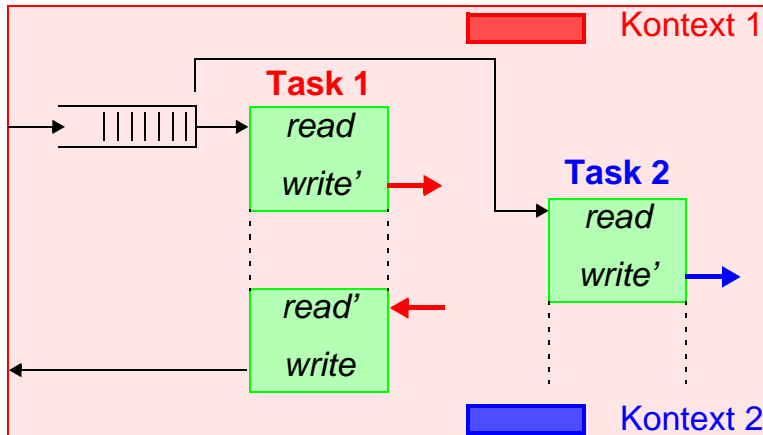 Kontext 1
Task 1
read
write’
Task 2
read
write’
read’
write
Kontext 2